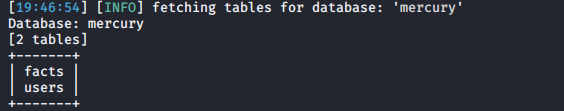 [19:46:54] [INFO] fetching tables for database: 'mercury'
Database: mercury
[2 tables]
+-------+
| facts |
| users |
+-------+